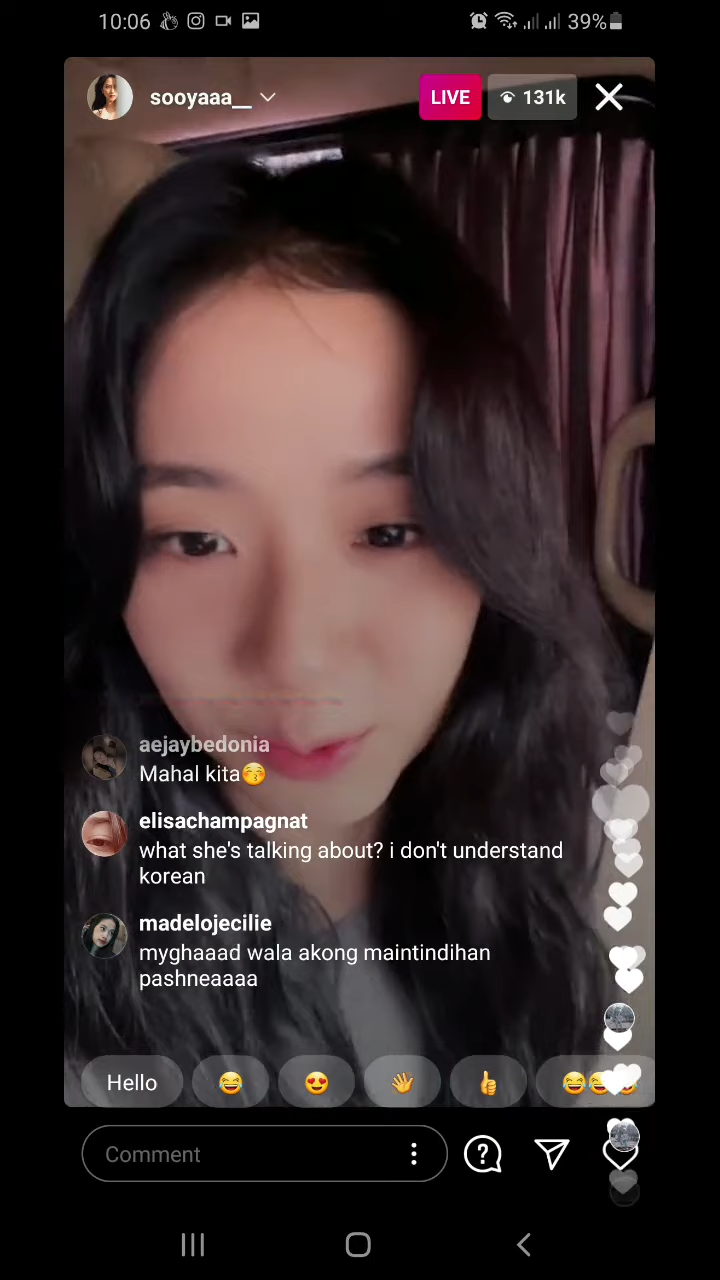 10:06 39%
sooyaaa__ LIVE 131k
aejaybedonia
Mahal kita😚
elisachampagnat
what she's talking about? i don't understand
korean
madelojecilie
myghaaad wala akong maintindihan
pashneaaaa
Hello 😂 😍 👋 👍 😂😂
Comment